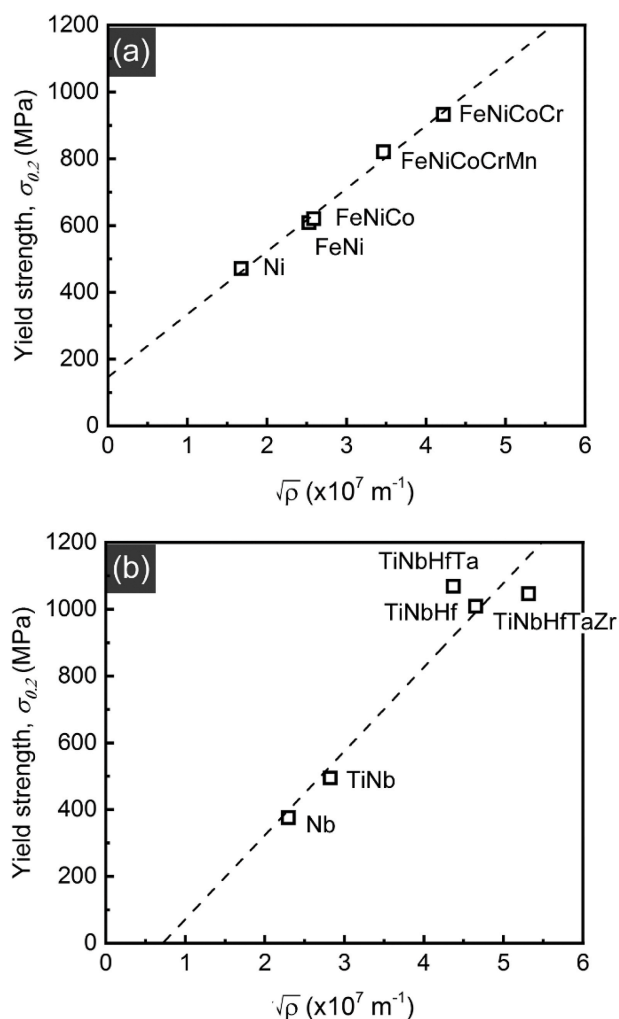 (a)
1200
1000
800
600
400
200
0
Yield strength, σ0.2 (MPa)
FeNiCoCr
FeNiCoCrMn
FeNiCo
FeNi
Ni
0 1 2 3 4 5 6
√ρ (x10⁷ m⁻¹)
(b)
1200
1000
800
600
400
200
0
Yield strength, σ0.2 (MPa)
TiNbHfTa
TiNbHf
TiNbHfTaZr
TiNb
Nb
0 1 2 3 4 5 6
√ρ (x10⁷ m⁻¹)